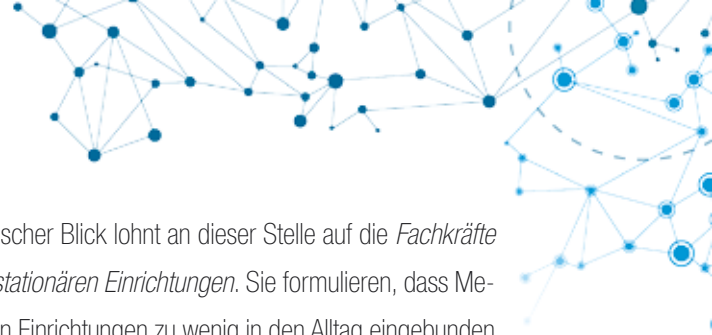 scher Blick lohnt an dieser Stelle auf die Fachkräfte
stationären Einrichtungen. Sie formulieren, dass Me-
n Einrichtungen zu wenig in den Alltag eingebunden